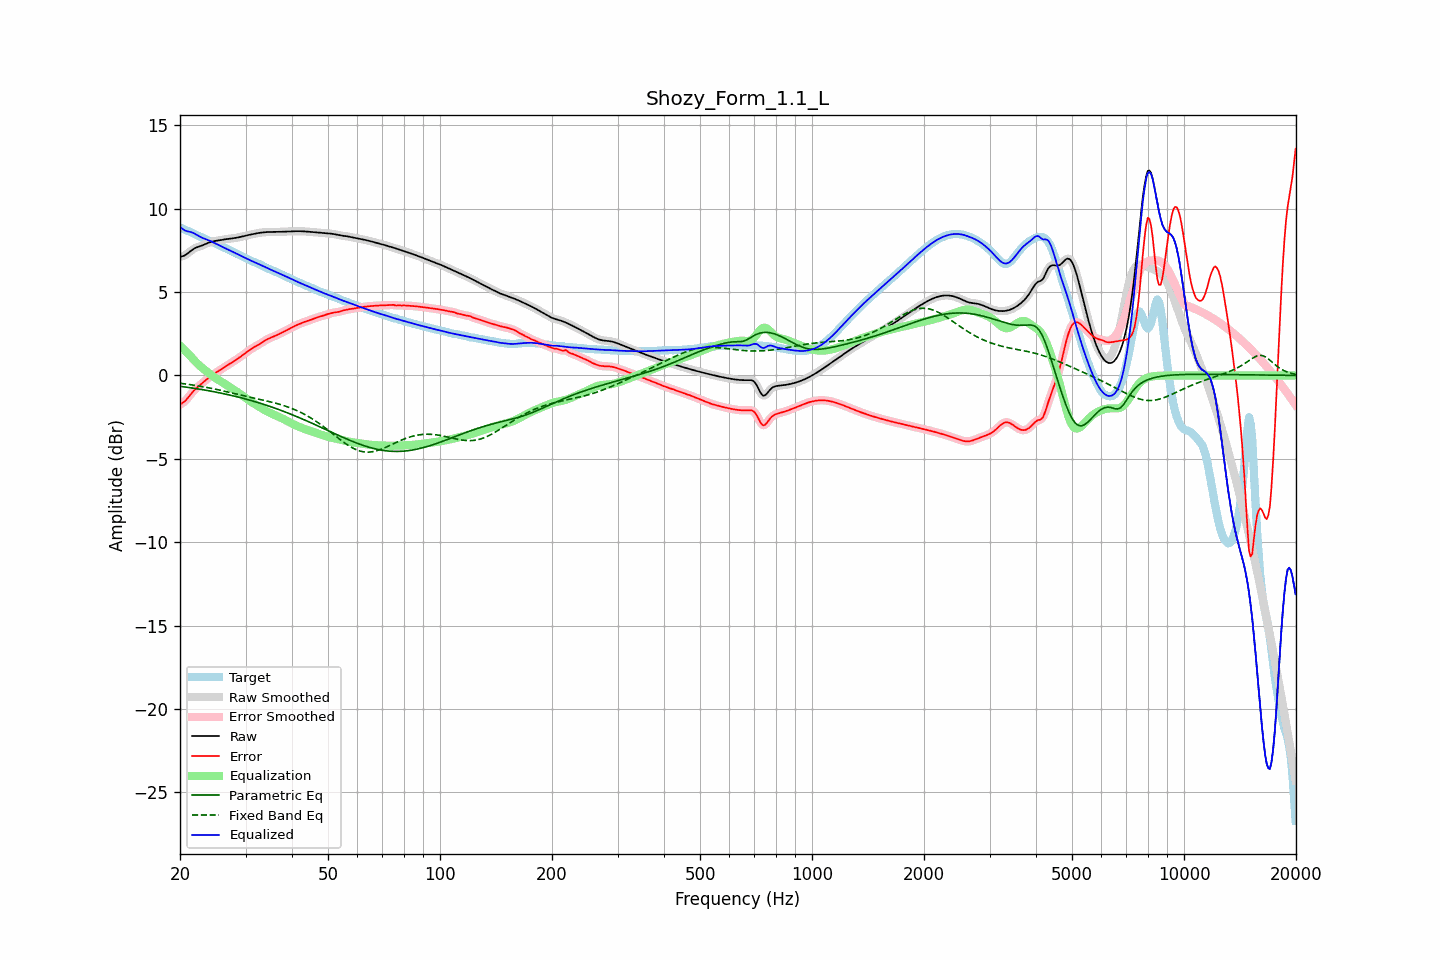 Shozy_Form_1.1_L
15
10
5
0
−5
−10
−15
−20
−25
Amplitude (dBr)
Target
Raw Smoothed
Error Smoothed
Raw
Error
Equalization
Parametric Eq
Fixed Band Eq
Equalized
20 50 100 200 500 1000 2000 5000 10000 20000
Frequency (Hz)